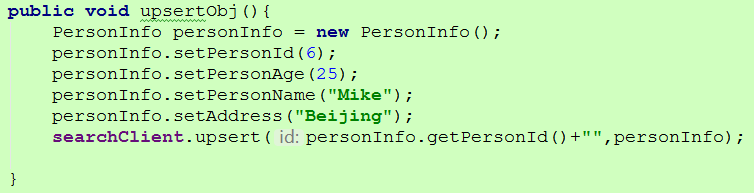 public void upsertObj(){
PersonInfo personInfo = new PersonInfo();
personInfo.setPersonId(6);
personInfo.setPersonAge(25);
personInfo.setPersonName("Mike");
personInfo.setAddress("Beijing");
searchClient.upsert( id: personInfo.getPersonId()+"",personInfo);
}